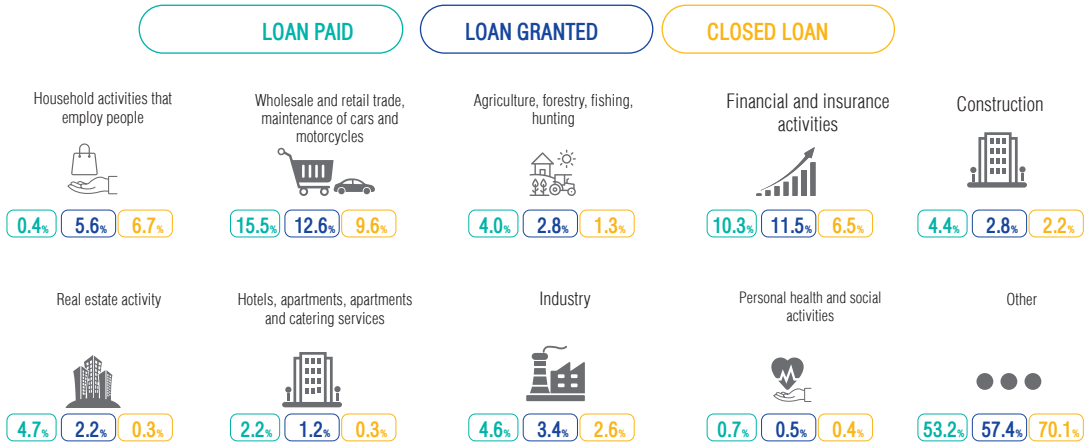 LOAN PAID
LOAN GRANTED
CLOSED LOAN
Household activities that
employ people
0.4% 5.6% 6.7%
Wholesale and retail trade,
maintenance of cars and
motorcycles
15.5% 12.6% 9.6%
Agriculture, forestry, fishing,
hunting
4.0% 2.8% 1.3%
Financial and insurance
activities
10.3% 11.5% 6.5%
Construction
4.4% 2.8% 2.2%
Real estate activity
4.7% 2.2% 0.3%
Hotels, apartments, apartments
and catering services
2.2% 1.2% 0.3%
Industry
4.6% 3.4% 2.6%
Personal health and social
activities
0.7% 0.5% 0.4%
Other
53.2% 57.4% 70.1%